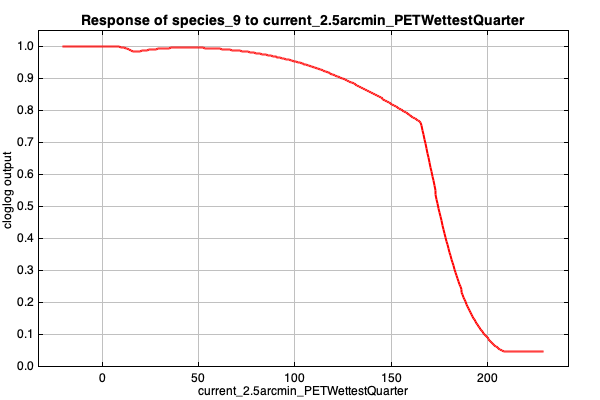 Response of species_9 to current_2.5arcmin_PETWettestQuarter
1.0
0.9
0.8
0.7
0.6
0.5
0.4
0.3
0.2
0.1
0.0
cloglog output
0 50 100 150 200
current_2.5arcmin_PETWettestQuarter